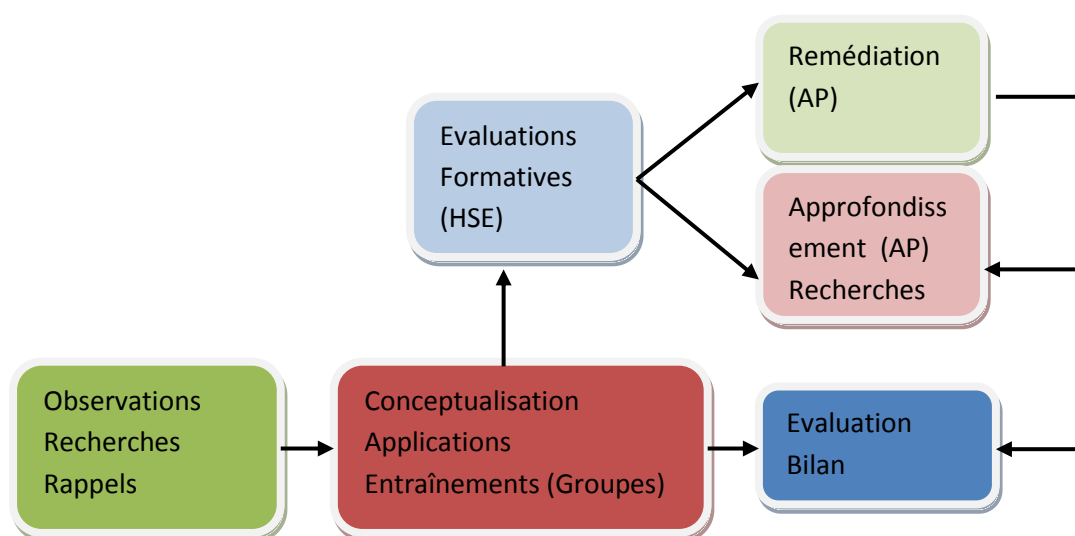 Remédiation
(AP)
Evaluations
Formatives
(HSE)
Approfondiss
ement (AP)
Recherches
Observations
Recherches
Rappels
Conceptualisation
Applications
Entraînements (Groupes)
Evaluation
Bilan